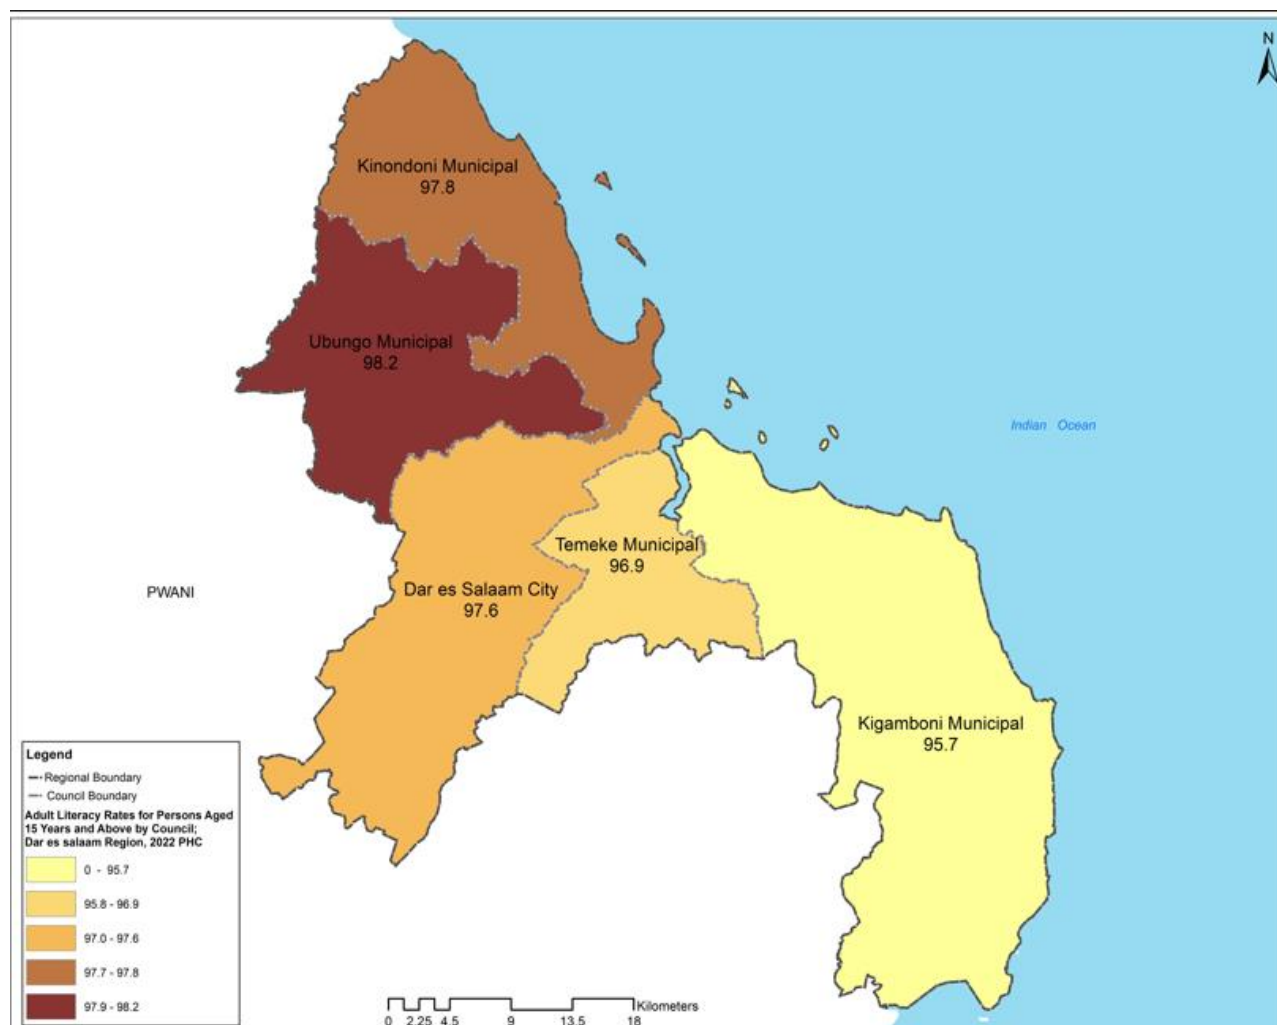 N
Kinondoni Municipal
97.8
Ubungo Municipal
98.2
Indian Ocean
Temeke Municipal
96.9
Dar es Salaam City
97.6
PWANI
Kigamboni Municipal
95.7
Legend
Regional Boundary
Council Boundary
Adult Literacy Rates for Persons Aged
15 Years and Above by Council;
Dar es salaam Region, 2022 PHC
0 - 95.7
95.8 - 96.9
97.0 - 97.6
97.7 - 97.8
97.9 - 98.2
Kilometers
0 2.25 4.5 9 13.5 18